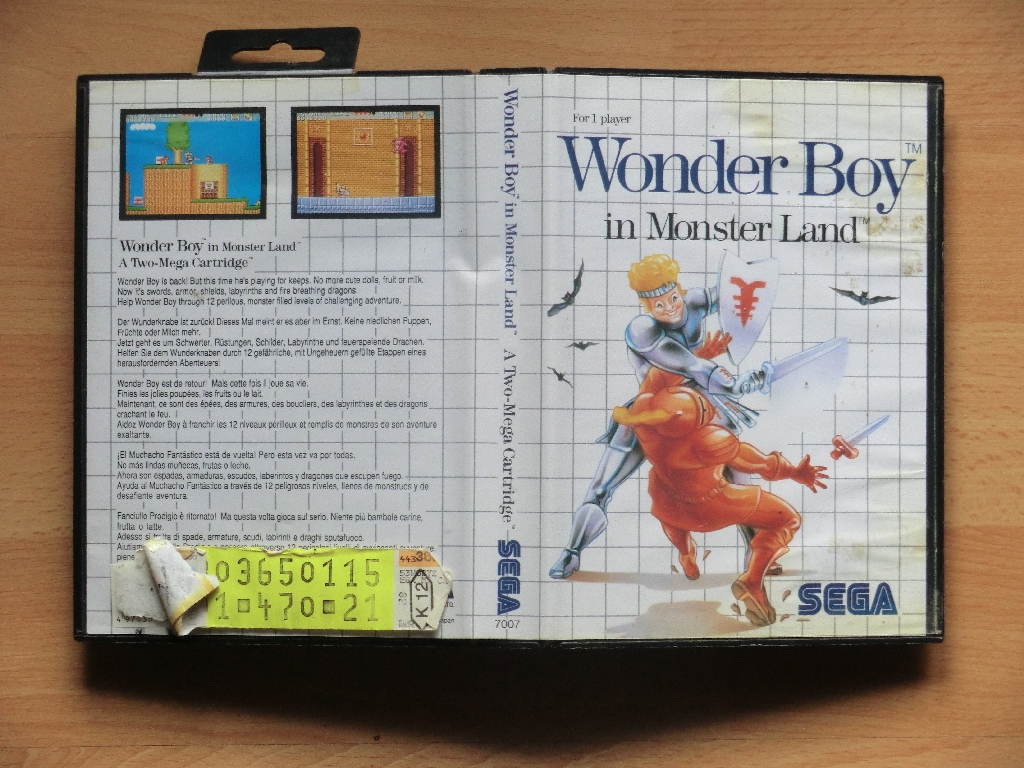 Wonder Boy™ in Monster Land™
A Two-Mega Cartridge™
Wonder Boy is back! But this time he's playing for keeps. No more cute dolls, fruit or milk.
Now it's swords, armor, shields, labyrinths and fire breathing dragons.
Help Wonder Boy through 12 perilous, monster filled levels of challenging adventure.
Der Wunderknabe ist zurück! Dieses Mal meint er es aber im Ernst. Keine niedlichen Puppen,
Früchte oder Milch mehr.
Jetzt geht es um Schwerter, Rüstungen, Schilder, Labyrinthe und feuerspeiende Drachen.
Helfen Sie dem Wunderknaben durch 12 gefährliche, mit Ungeheuern gefüllte Etappen eines
herausfordernden Abenteuers.
Wonder Boy est de retour! Mais cette fois il joue sa vie.
Finies les jolies poupées, les fruits ou le lait.
Maintenant, ce sont des épées, des armures, des boucliers, des labyrinthes et des dragons
crachant le feu.
Aidez Wonder Boy à franchir les 12 niveaux périlleux et remplis de monstres de son aventure
exaltante.
¡El Muchacho Fantástico está de vuelta! Pero esta vez va por todas.
No más lindas muñecas, frutas o leche.
Ahora son espadas, armaduras, escudos, laberintos y dragones que escupen fuego.
Ayuda al Muchacho Fantástico a través de 12 peligrosos niveles, llenos de monstruos y de
desafiante aventura.
Fanciullo Prodigio è ritornato! Ma questa volta gioca sul serio. Niente più bambole carine,
frutta o latte.
Adesso si tratta di spade, armature, scudi, labirinti e draghi sputafuoco.
03650115
1·470·21
K 12
Wonder Boy™ in Monster Land™ A Two-Mega Cartridge™
SEGA
7007
For 1 player
Wonder Boy™
in Monster Land™
SEGA